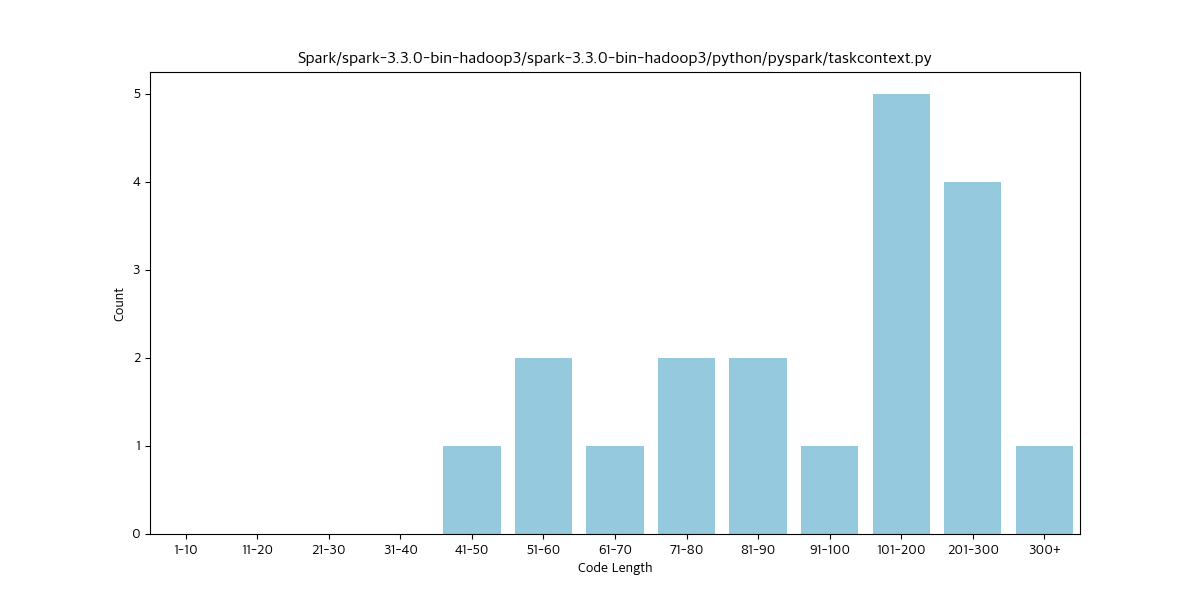 Spark/spark-3.3.0-bin-hadoop3/spark-3.3.0-bin-hadoop3/python/pyspark/taskcontext.py
5
4
3
2
1
0
Count
1-10 11-20 21-30 31-40 41-50 51-60 61-70 71-80 81-90 91-100 101-200 201-300 300+
Code Length